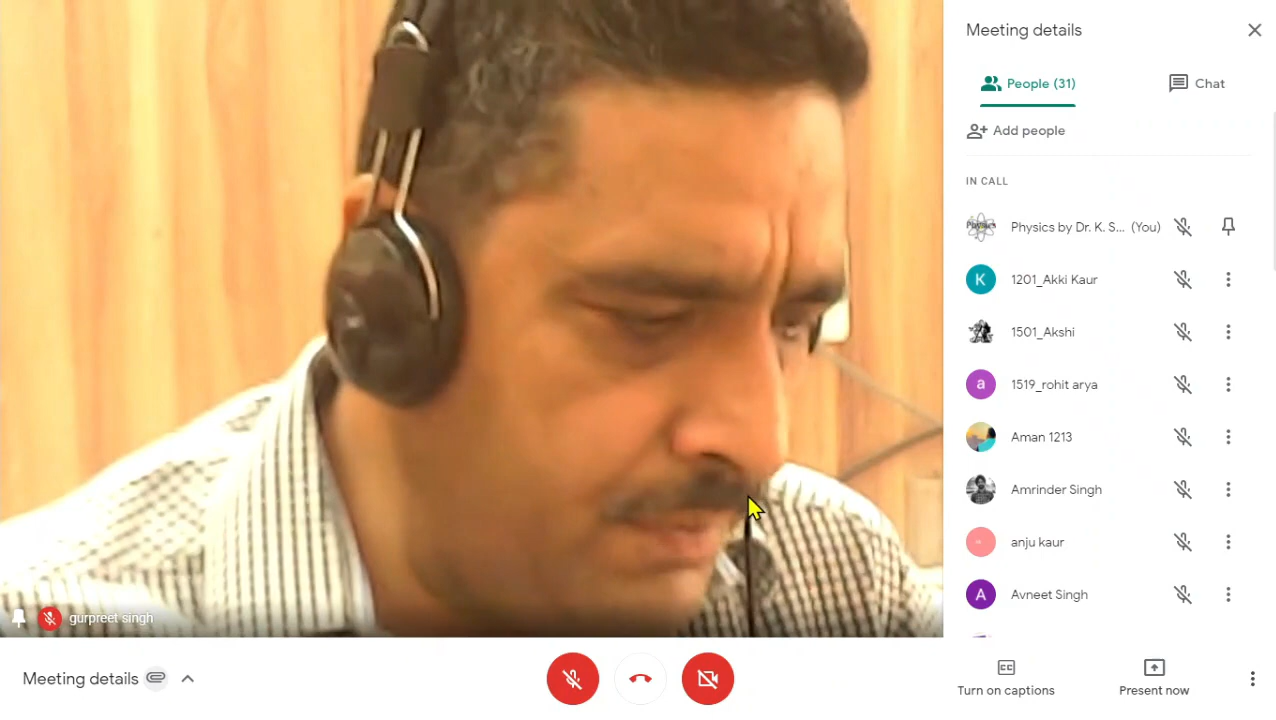 Meeting details
People (31)
Chat
Add people
IN CALL
Physics by Dr. K. S... (You)
K 1201_Akki Kaur
1501_Akshi
a 1519_rohit arya
Aman 1213
Amrinder Singh
anju kaur
A Avneet Singh
gurpreet singh
Meeting details
CC
Turn on captions
Present now